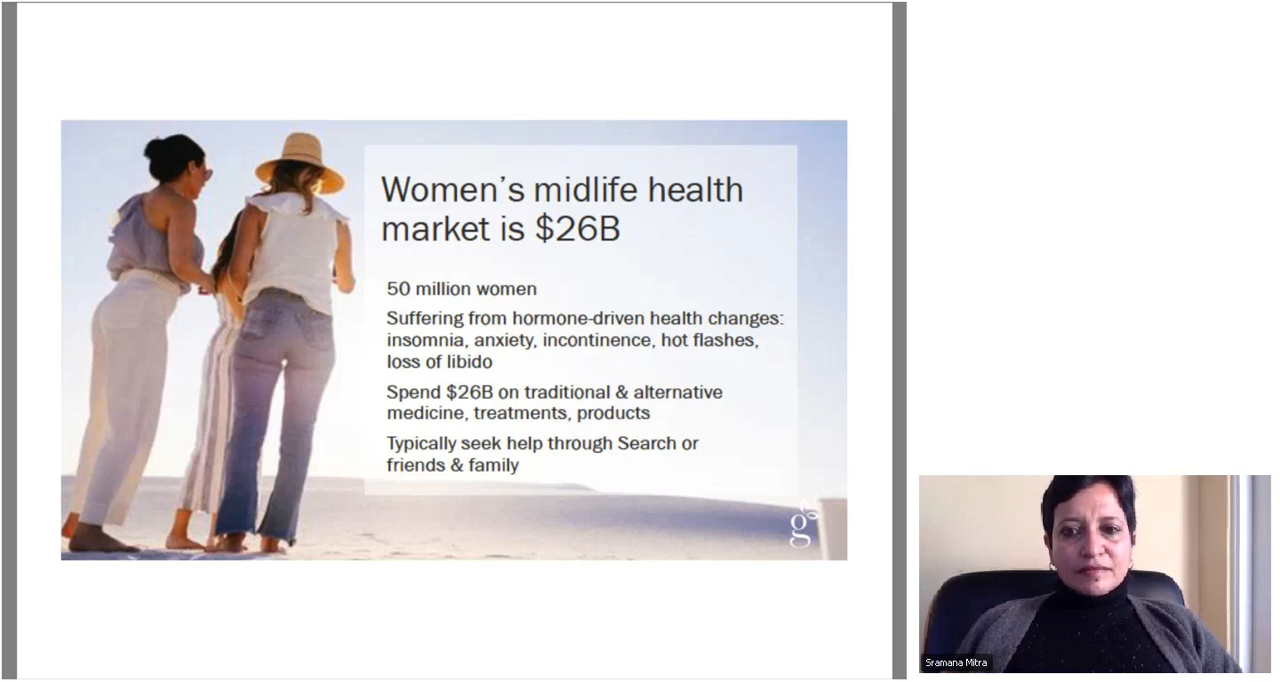 Women's midlife health
market is $26B
50 million women
Suffering from hormone-driven health changes:
insomnia, anxiety, incontinence, hot flashes,
loss of libido
Spend $26B on traditional & alternative
medicine, treatments, products
Typically seek help through Search or
friends & family
g
Sramana Mitra